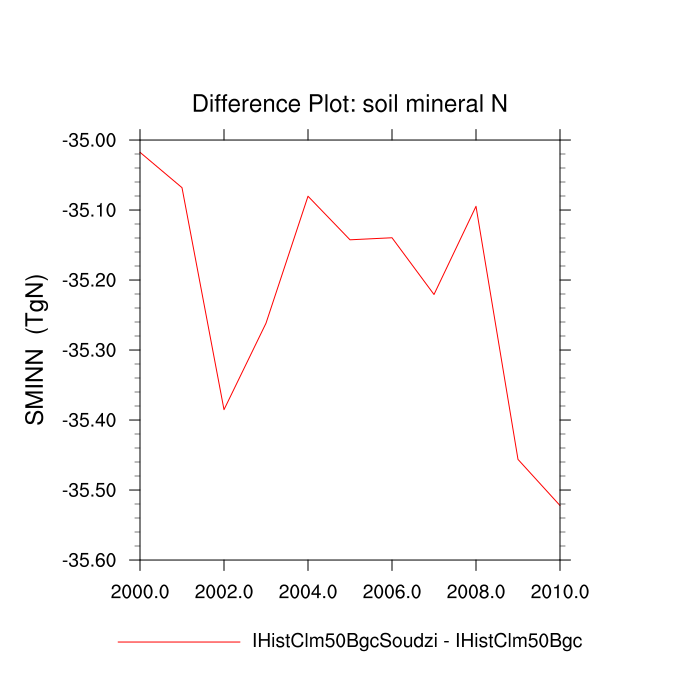 Difference Plot: soil mineral N
SMINN (TgN)
-35.00
-35.10
-35.20
-35.30
-35.40
-35.50
-35.60
2000.0 2002.0 2004.0 2006.0 2008.0 2010.0
IHistClm50BgcSoudzi - IHistClm50Bgc